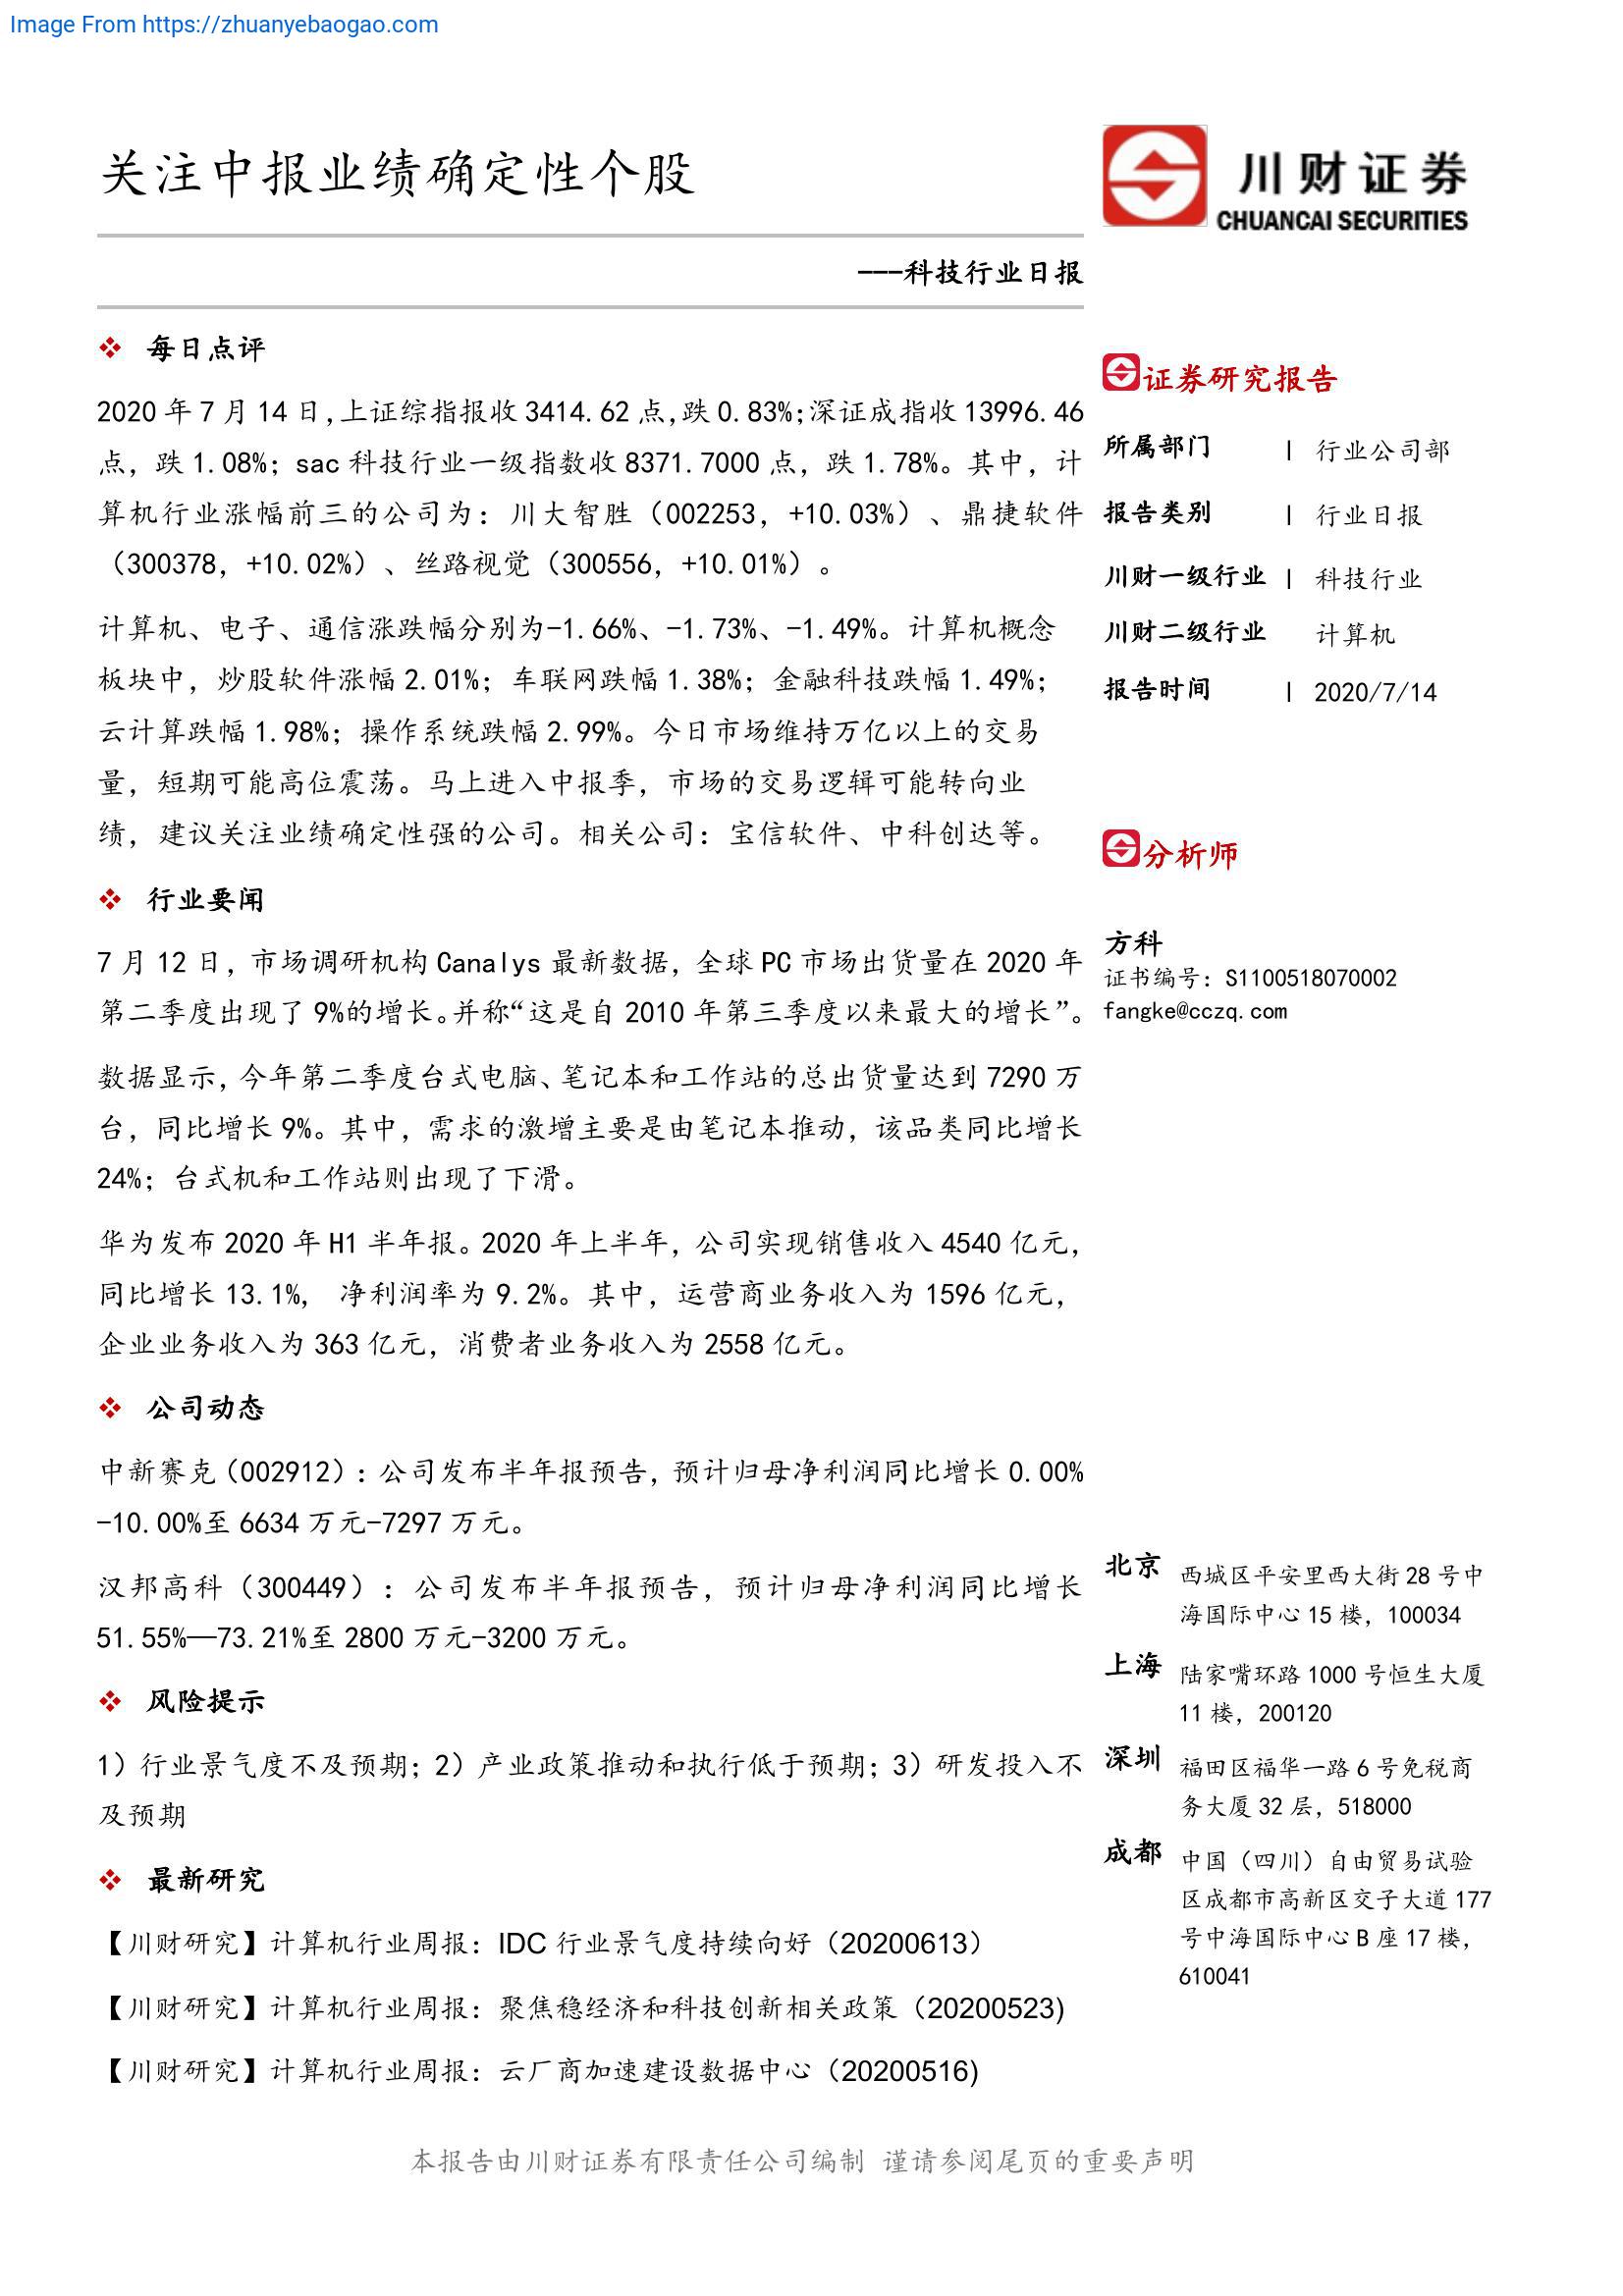 Image From https://zhuanyebaogao.com
关注中报业绩确定性个股
川财证券
CHUANCAI SECURITIES
---科技行业日报
每日点评
2020 年 7 月 14 日,上证综指报收 3414.62 点,跌 0.83%;深证成指收 13996.46
点，跌 1.08%；sac 科技行业一级指数收 8371.7000 点，跌 1.78%。其中，计
算机行业涨幅前三的公司为：川大智胜（002253，+10.03%）、鼎捷软件
（300378，+10.02%）、丝路视觉（300556，+10.01%）。
计算机、电子、通信涨跌幅分别为-1.66%、-1.73%、-1.49%。计算机概念
板块中，炒股软件涨幅 2.01%；车联网跌幅 1.38%；金融科技跌幅 1.49%；
云计算跌幅 1.98%；操作系统跌幅 2.99%。今日市场维持万亿以上的交易
量，短期可能高位震荡。马上进入中报季，市场的交易逻辑可能转向业
绩，建议关注业绩确定性强的公司。相关公司：宝信软件、中科创达等。
行业要闻
7 月 12 日，市场调研机构 Canalys 最新数据，全球 PC 市场出货量在 2020 年
第二季度出现了 9%的增长。并称“这是自 2010 年第三季度以来最大的增长”。
数据显示，今年第二季度台式电脑、笔记本和工作站的总出货量达到 7290 万
台，同比增长 9%。其中，需求的激增主要是由笔记本推动，该品类同比增长
24%；台式机和工作站则出现了下滑。
华为发布 2020 年 H1 半年报。2020 年上半年，公司实现销售收入 4540 亿元，
同比增长 13.1%， 净利润率为 9.2%。其中，运营商业务收入为 1596 亿元，
企业业务收入为 363 亿元，消费者业务收入为 2558 亿元。
公司动态
中新赛克（002912）：公司发布半年报预告，预计归母净利润同比增长 0.00%
-10.00%至 6634 万元-7297 万元。
汉邦高科（300449）：公司发布半年报预告，预计归母净利润同比增长
51.55%—73.21%至 2800 万元-3200 万元。
风险提示
1）行业景气度不及预期；2）产业政策推动和执行低于预期；3）研发投入不
及预期
最新研究
【川财研究】计算机行业周报：IDC 行业景气度持续向好（20200613）
【川财研究】计算机行业周报：聚焦稳经济和科技创新相关政策（20200523)
【川财研究】计算机行业周报：云厂商加速建设数据中心（20200516)
证券研究报告
所属部门 | 行业公司部
报告类别 | 行业日报
川财一级行业 | 科技行业
川财二级行业 计算机
报告时间 | 2020/7/14
分析师
方科
证书编号：S1100518070002
fangke@cczq.com
北京 西城区平安里西大街 28 号中
海国际中心 15 楼，100034
上海 陆家嘴环路 1000 号恒生大厦
11 楼，200120
深圳 福田区福华一路 6 号免税商
务大厦 32 层，518000
成都 中国（四川）自由贸易试验
区成都市高新区交子大道 177
号中海国际中心 B 座 17 楼，
610041
本报告由川财证券有限责任公司编制 谨请参阅尾页的重要声明